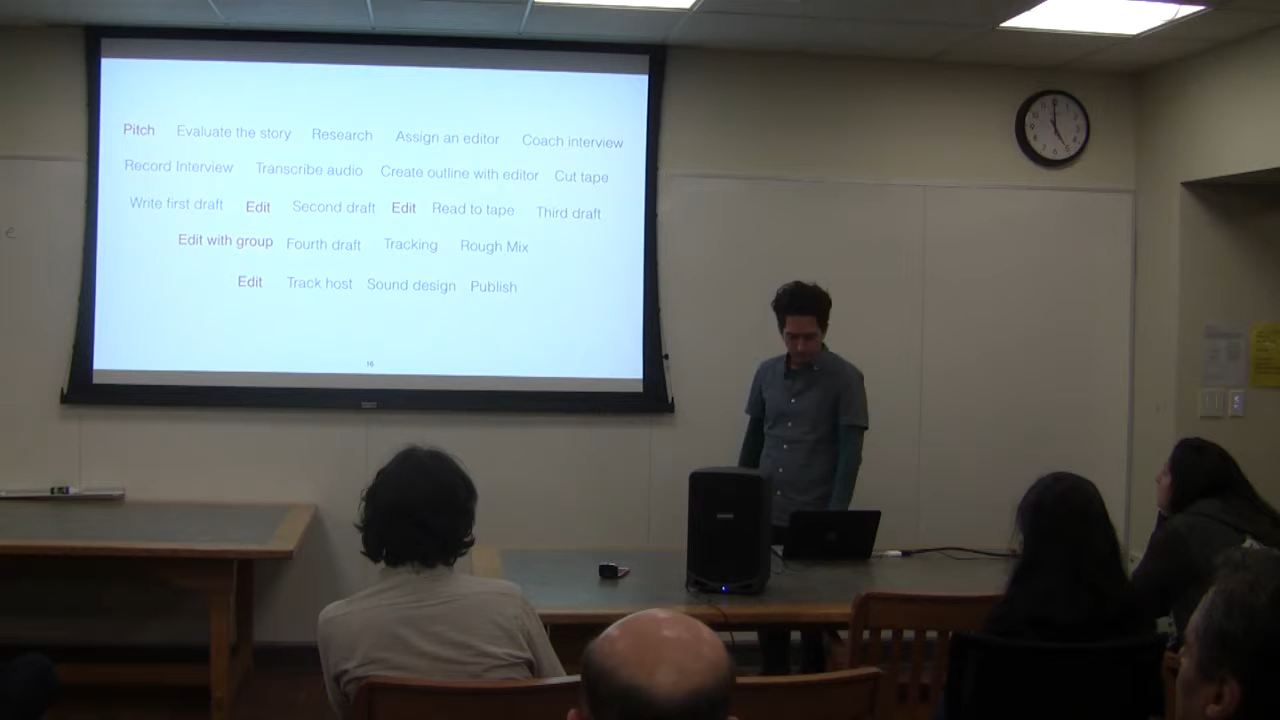 Pitch Evaluate the story Research Assign an editor Coach interview
Record Interview Transcribe audio Create outline with editor Cut tape
Write first draft Edit Second draft Edit Read to tape Third draft
Edit with group Fourth draft Tracking Rough Mix
Edit Track host Sound design Publish
16